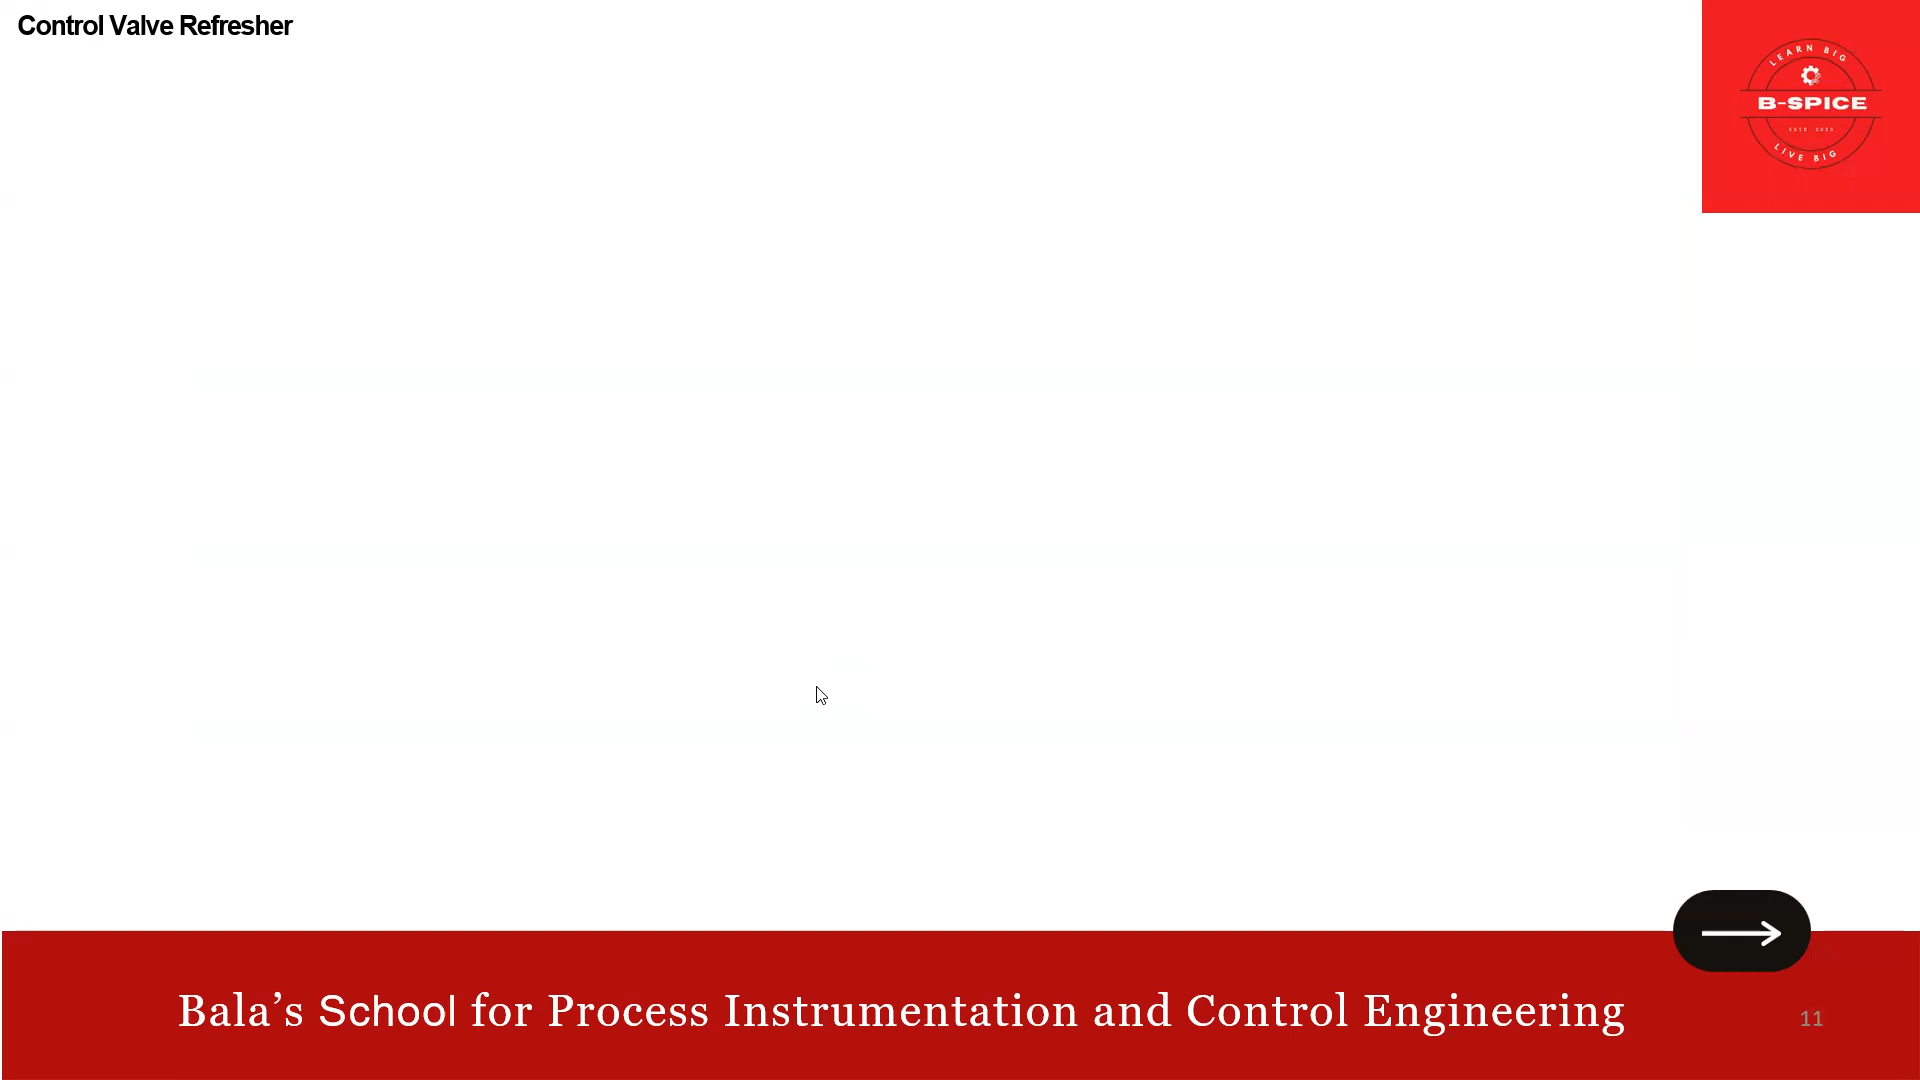 Control Valve Refresher
LEARN BIG
B-SPICE
LIVE BIG
Bala’s School for Process Instrumentation and Control Engineering
11